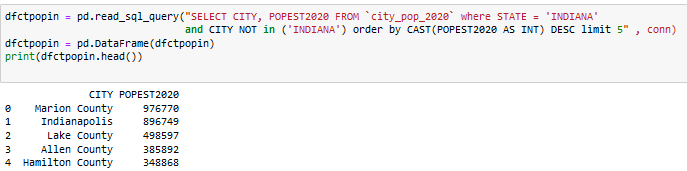 dfctpopin = pd.read_sql_query("SELECT CITY, POPEST2020 FROM `city_pop_2020` where STATE = 'INDIANA'
and CITY NOT in ('INDIANA') order by CAST(POPEST2020 AS INT) DESC limit 5" , conn)
dfctpopin = pd.DataFrame(dfctpopin)
print(dfctpopin.head())
CITY POPEST2020
0 Marion County 976770
1 Indianapolis 896749
2 Lake County 498597
3 Allen County 385892
4 Hamilton County 348868